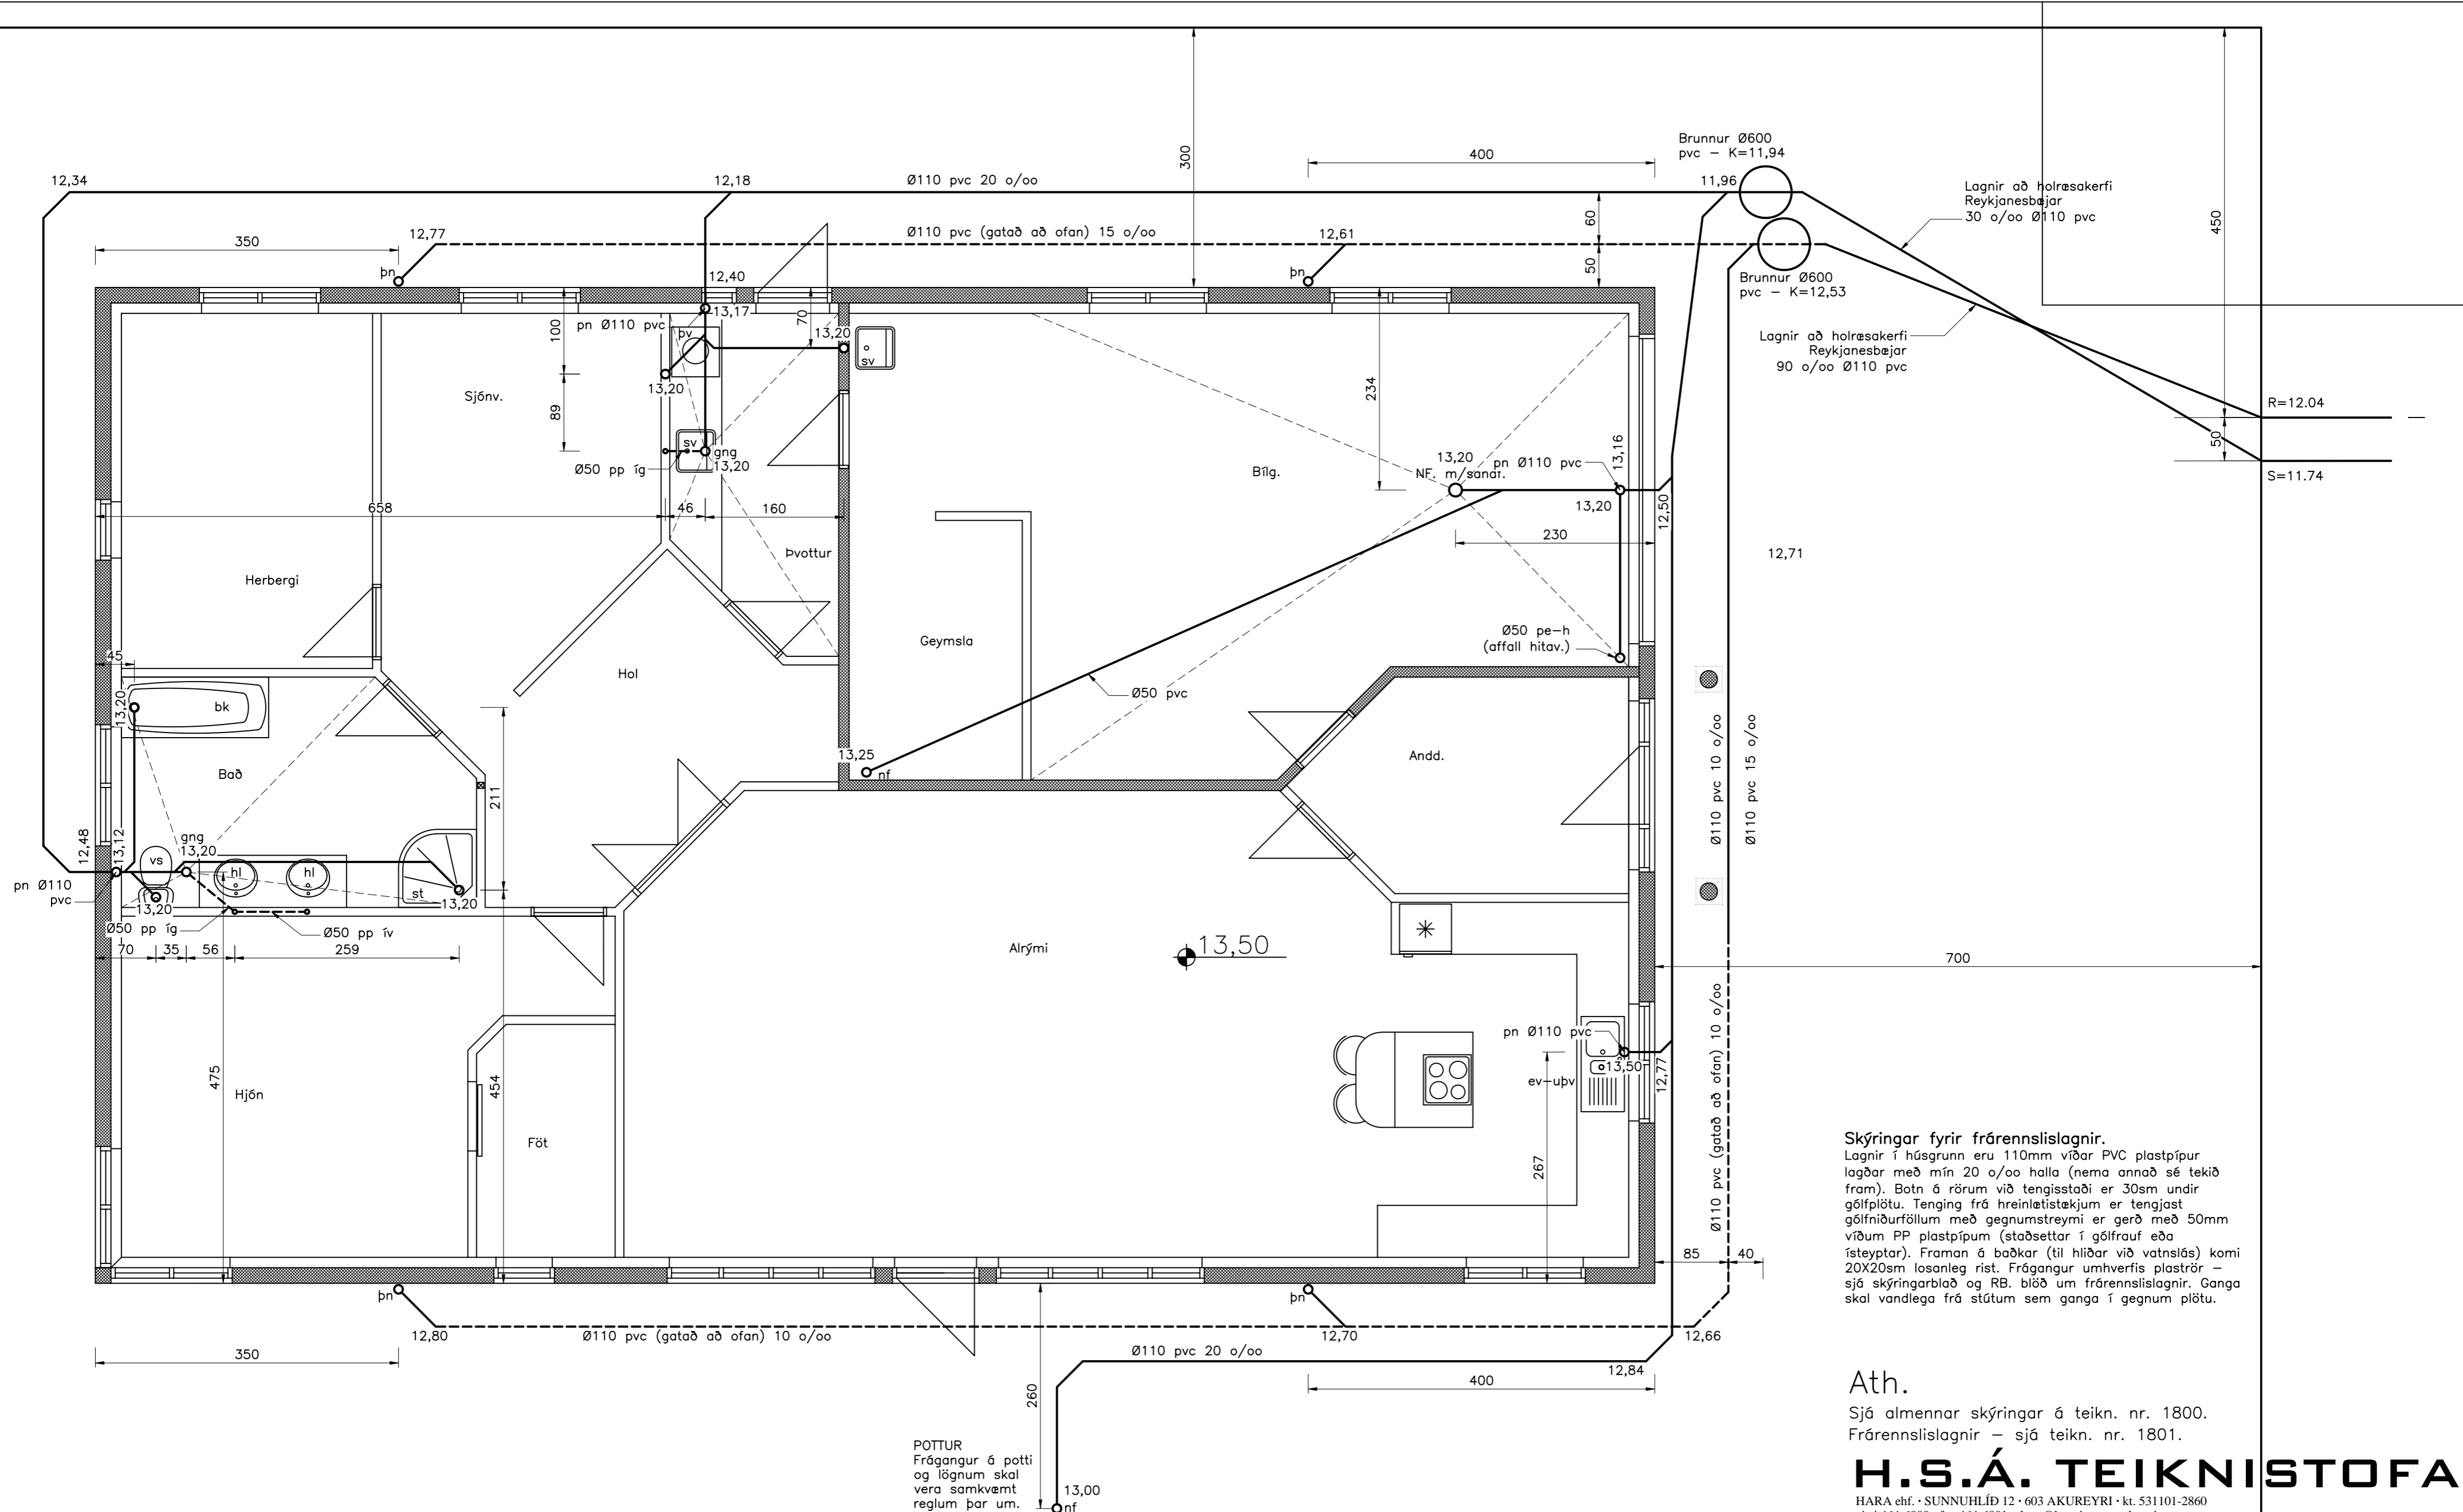 300
400
Brunnur Ø600
pvc – K=11,94
12,34
12,18
Ø110 pvc 20 o/oo
11,96
Lagnir að holræsakerfi
Reykjanesbæjar
30 o/oo Ø110 pvc
450
60
350
12,77
Ø110 pvc (gatað að ofan) 15 o/oo
12,61
50
þn
12,40
þn
Brunnur Ø600
pvc – K=12,53
100
pn Ø110 pvc
13,17
70
13,20
þv
sv
Lagnir að holræsakerfi
Reykjanesbæjar
90 o/oo Ø110 pvc
234
13,20
Sjónv.
89
R=12.04
50
sv
gng
13,20
Ø50 pp íg
Bílg.
13,20
NF. m/sandf.
pn Ø110 pvc
13,16
S=11.74
658
46
160
13,20
12,50
230
Þvottur
12,71
Herbergi
Geymsla
Ø50 pe–h
(affall hitav.)
45
Hol
13,20
bk
Ø50 pvc
Bað
13,25
nf
Andd.
Ø110 pvc 10 o/oo
Ø110 pvc 15 o/oo
211
12,48
13,12
gng
13,20
vs
hl
hl
pn Ø110
pvc
st
13,20
13,20
Ø50 pp íg
Ø50 pp ív
70
35
56
259
Alrými
13,50
700
pn Ø110 pvc
13,50
ev–uþv
12,77
Ø110 pvc (gatað að ofan) 10 o/oo
475
454
Hjón
Föt
267
85
40
Skýringar fyrir frárennslislagnir.
Lagnir í húsgrunn eru 110mm víðar PVC plastpípur
lagðar með mín 20 o/oo halla (nema annað sé tekið
fram). Botn á rörum við tengisstaði er 30sm undir
gólfplötu. Tenging frá hreinlætistækjum er tengjast
gólfniðurföllum með gegnumstreymi er gerð með 50mm
víðum PP plastpípum (staðsettar í gólfrauf eða
ísteyptar). Framan á baðkar (til hliðar við vatnslás) komi
20X20sm losanleg rist. Frágangur umhverfis plaströr –
sjá skýringarblað og RB. blöð um frárennslislagnir. Ganga
skal vandlega frá stútum sem ganga í gegnum plötu.
þn
þn
12,80
Ø110 pvc (gatað að ofan) 10 o/oo
12,70
12,66
350
Ø110 pvc 20 o/oo
12,84
400
260
Ath.
Sjá almennar skýringar á teikn. nr. 1800.
Frárennslislagnir – sjá teikn. nr. 1801.
POTTUR
Frágangur á potti
og lögnum skal
vera samkvæmt
reglum þar um.
13,00
nf
H.S.Á. TEIKNISTOFA
HARA ehf. • SUNNUHLÍÐ 12 • 603 AKUREYRI • kt. 531101-2860